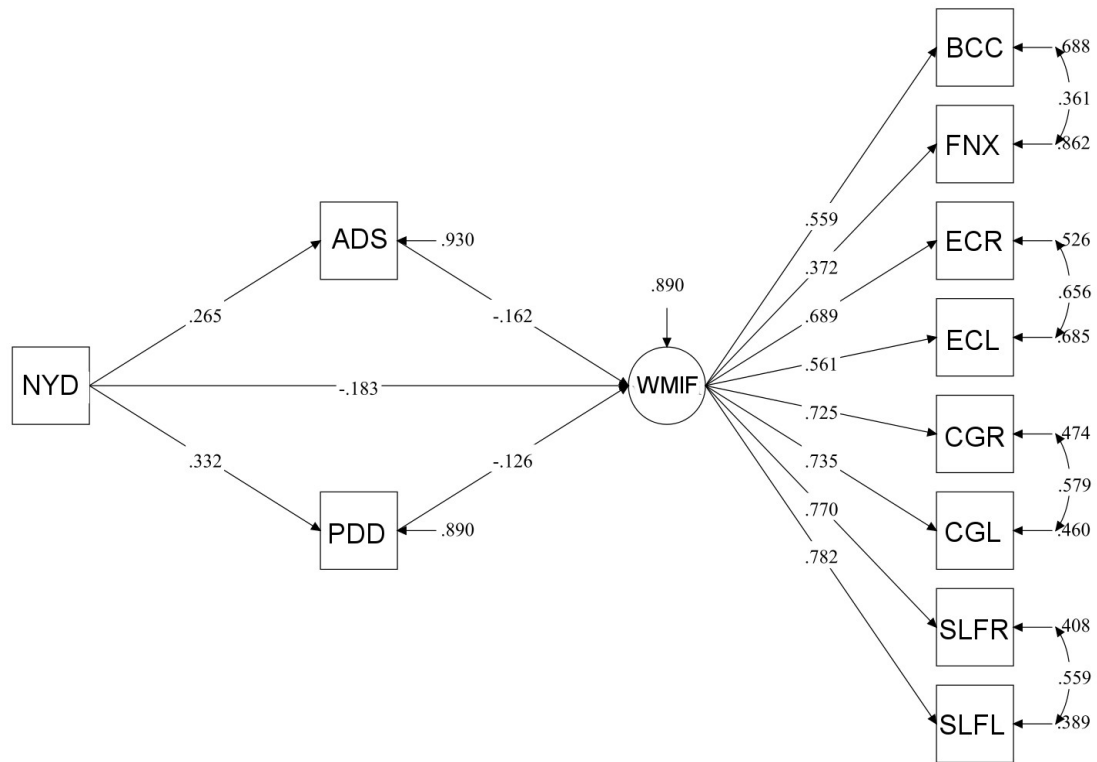 BCC
.688
.361
FNX
.862
.559
.372
ADS
.930
ECR
.526
.656
.890
.265
-.162
.689
ECL
.685
NYD
-.183
WMIF
.561
.725
CGR
.474
.579
.332
-.126
.735
.770
PDD
.890
CGL
.460
.782
SLFR
.408
.559
SLFL
.389